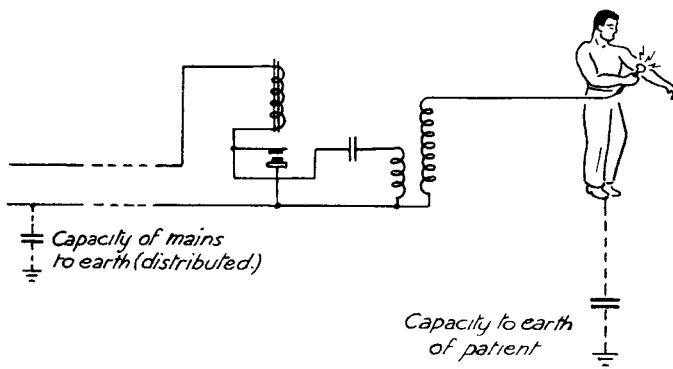 Capacity of mains
to earth (distributed.)
Capacity to earth
of patient